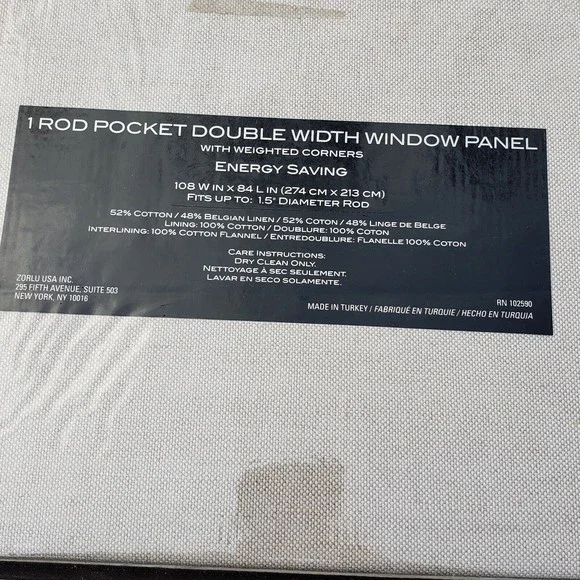 1 ROD POCKET DOUBLE WIDTH WINDOW PANEL
WITH WEIGHTED CORNERS
ENERGY SAVING
108 W IN X 84 L IN (274 CM X 213 CM)
FITS UP TO: 1.5" DIAMETER ROD
52% COTTON / 48% BELGIAN LINEN / 52% COTON / 48% LINGE DE BELGE
LINING: 100% COTTON / DOUBLURE: 100% COTON
INTERLINING: 100% COTTON FLANNEL / ENTREDOUBLURE: FLANELLE 100% COTON
CARE INSTRUCTIONS:
DRY CLEAN ONLY.
NETTOYAGE À SEC SEULEMENT.
LAVAR EN SECO SOLAMENTE.
ZORLU USA INC.
295 FIFTH AVENUE, SUITE 503
NEW YORK, NY 10016
RN 102590
MADE IN TURKEY / FABRIQUÉ EN TURQUIE / HECHO EN TURQUIA